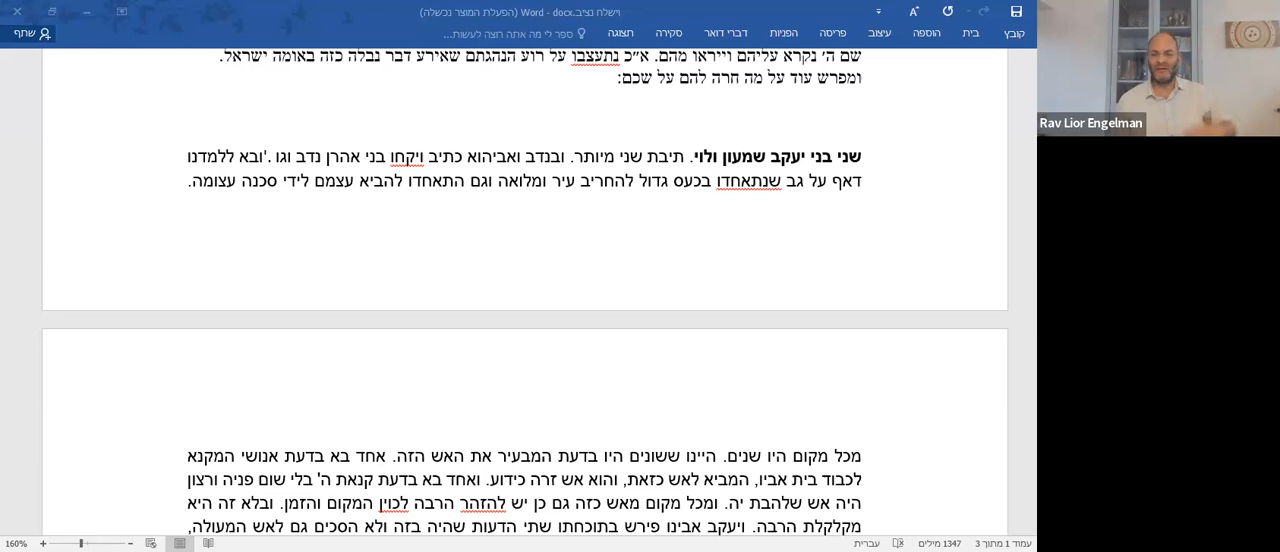 וישלח נציב.docx - Word (הפעלת המוצר נכשלה)
קובץ
בית
הוספה
עיצוב
פריסה
הפניות
דברי דואר
סקירה
תצוגה
ספר לי מה אתה רוצה לעשות...
שתף
שם ה' נקרא עליהם וייראו מהם. א״כ נתעצבו על רוע הנהגתם שאירע דבר נבלה כזה באומה ישראל.
ומפרש עוד על מה חרה להם על שכם:
שני בני יעקב שמעון ולוי. תיבת שני מיותר. ובנדב ואביהוא כתיב ויקחו בני אהרן נדב וגו .'ובא ללמדנו
דאף על גב שנתאחדו בכעס גדול להחריב עיר ומלואה וגם התאחדו להביא עצמם לידי סכנה עצומה.
מכל מקום היו שנים. היינו ששונים היו בדעת המבעיר את האש הזה. אחד בא בדעת אנושי המקנא
לכבוד בית אביו, המביא לאש כזאת, והוא אש זרה כידוע. ואחד בא בדעת קנאת ה' בלי שום פניה ורצון
היה אש שלהבת יה. ומכל מקום מאש כזה גם כן יש להזהר הרבה לכוין המקום והזמן. ובלא זה היא
מקלקלת הרבה. ויעקב אבינו פירש בתוכחתו שתי הדעות שהיה בזה ולא הסכים גם לאש המעולה,
Rav Lior Engelman
עמוד 1 מתוך 3
1347 מילים
עברית
160%